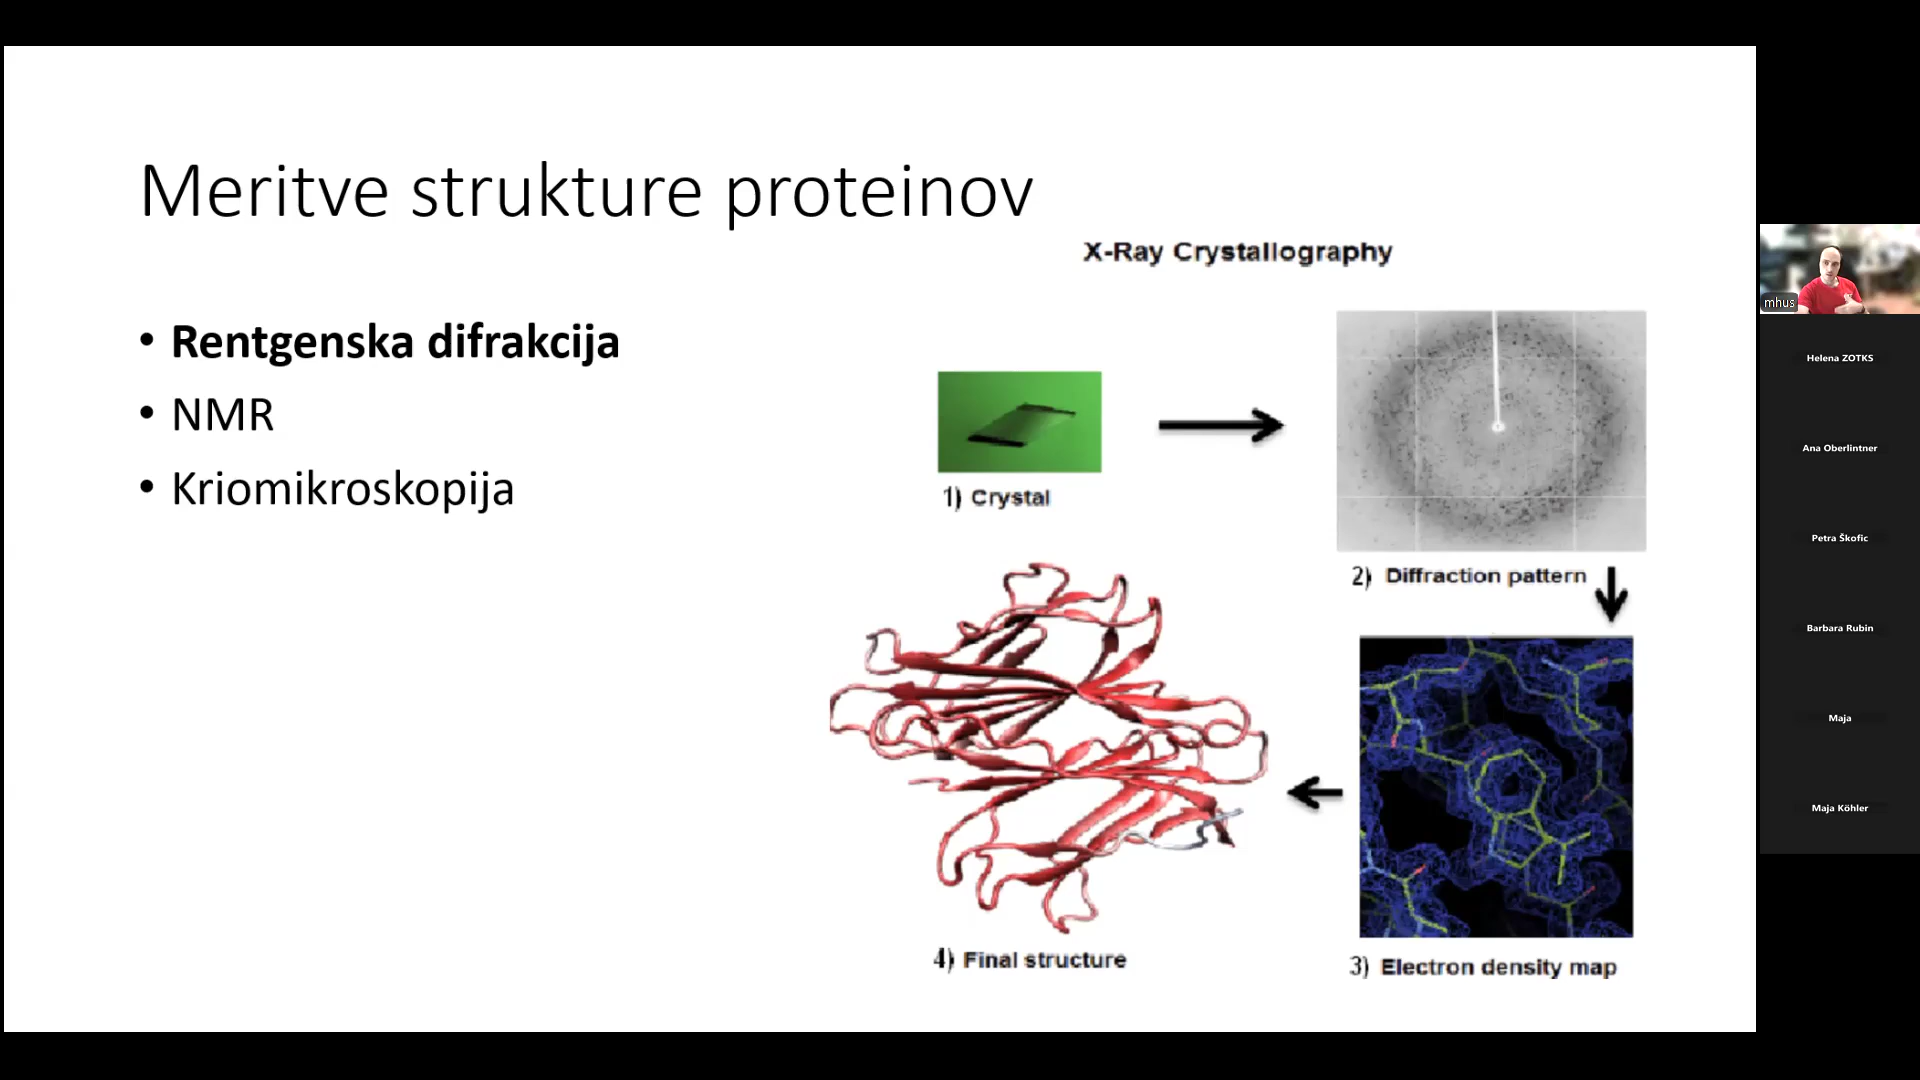 Meritve strukture proteinov
• Rentgenska difrakcija
• NMR
• Kriomikroskopija
X-Ray Crystallography
1) Crystal
2) Diffraction pattern
3) Electron density map
4) Final structure
mhus
Helena ZOTKS
Ana Oberlintner
Petra Škofic
Barbara Rubin
Maja
Maja Köhler